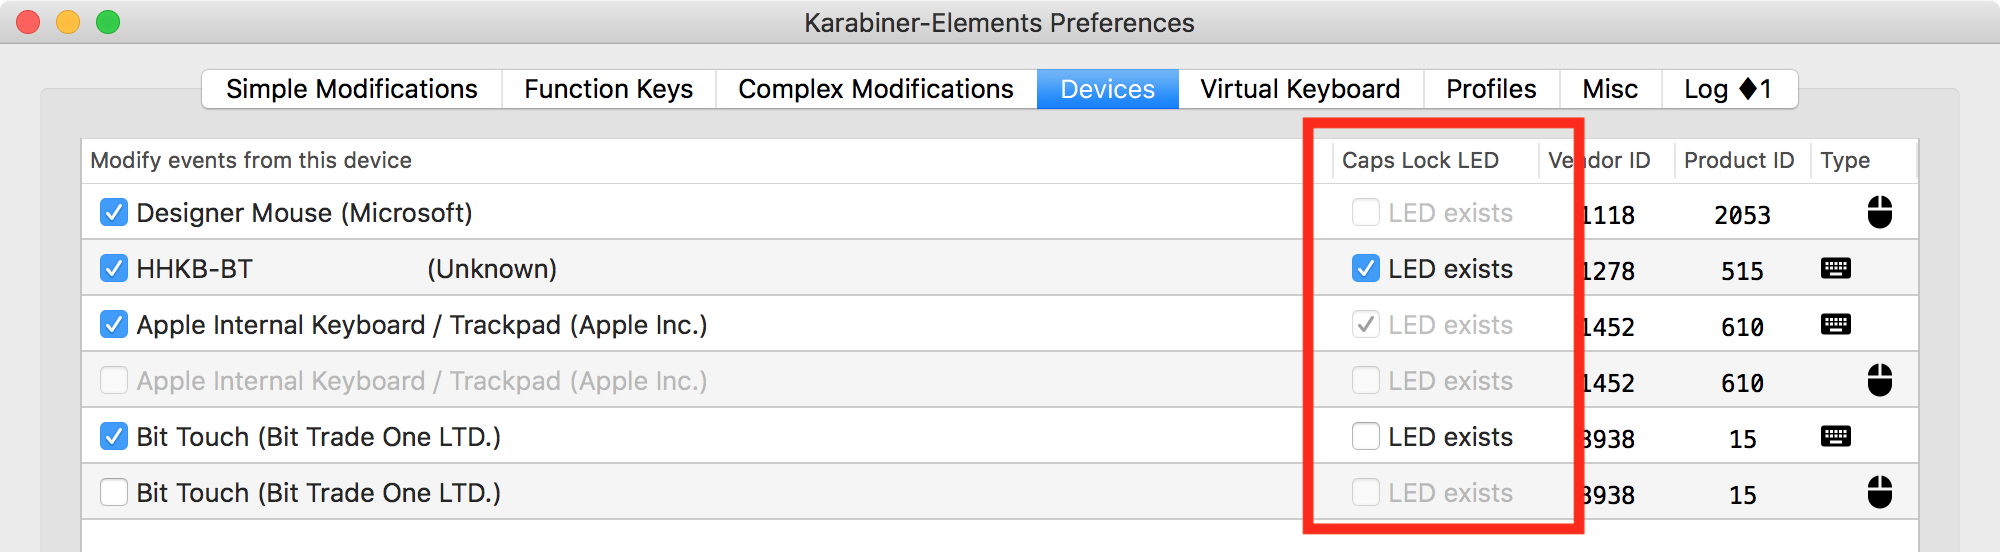 Karabiner-Elements Preferences
Simple Modifications Function Keys Complex Modifications Devices Virtual Keyboard Profiles Misc Log ♦1
Modify events from this device Caps Lock LED Vendor ID Product ID Type
Designer Mouse (Microsoft) LED exists 1118 2053
HHKB-BT (Unknown) LED exists 1278 515
Apple Internal Keyboard / Trackpad (Apple Inc.) LED exists 1452 610
Apple Internal Keyboard / Trackpad (Apple Inc.) LED exists 1452 610
Bit Touch (Bit Trade One LTD.) LED exists 8938 15
Bit Touch (Bit Trade One LTD.) LED exists 8938 15